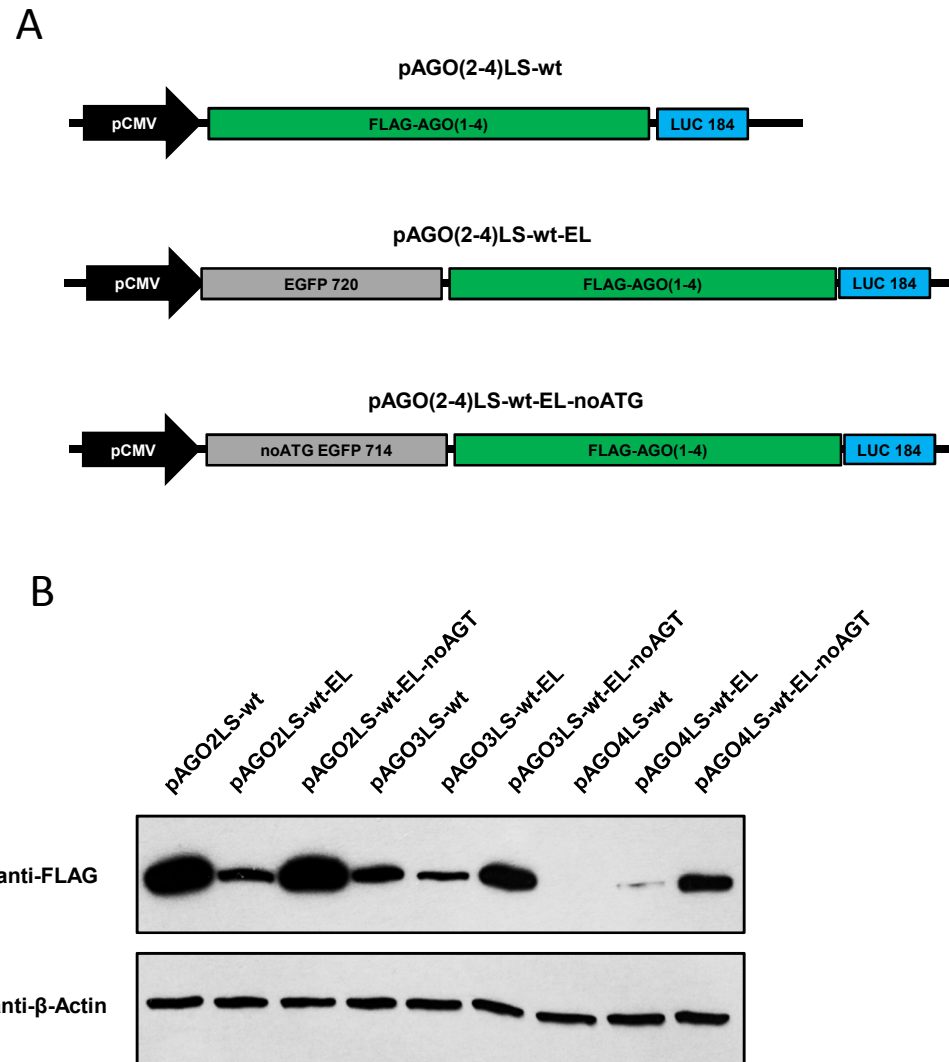 A
pAGO(2-4)LS-wt
pCMV
FLAG-AGO(1-4)
LUC 184
pAGO(2-4)LS-wt-EL
pCMV
EGFP 720
FLAG-AGO(1-4)
LUC 184
pAGO(2-4)LS-wt-EL-noATG
pCMV
noATG EGFP 714
FLAG-AGO(1-4)
LUC 184
B
pAGO2LS-wt
pAGO2LS-wt-EL
pAGO2LS-wt-EL-noAGT
pAGO3LS-wt
pAGO3LS-wt-EL
pAGO3LS-wt-EL-noAGT
pAGO4LS-wt
pAGO4LS-wt-EL
pAGO4LS-wt-EL-noAGT
anti-FLAG
anti-β-Actin